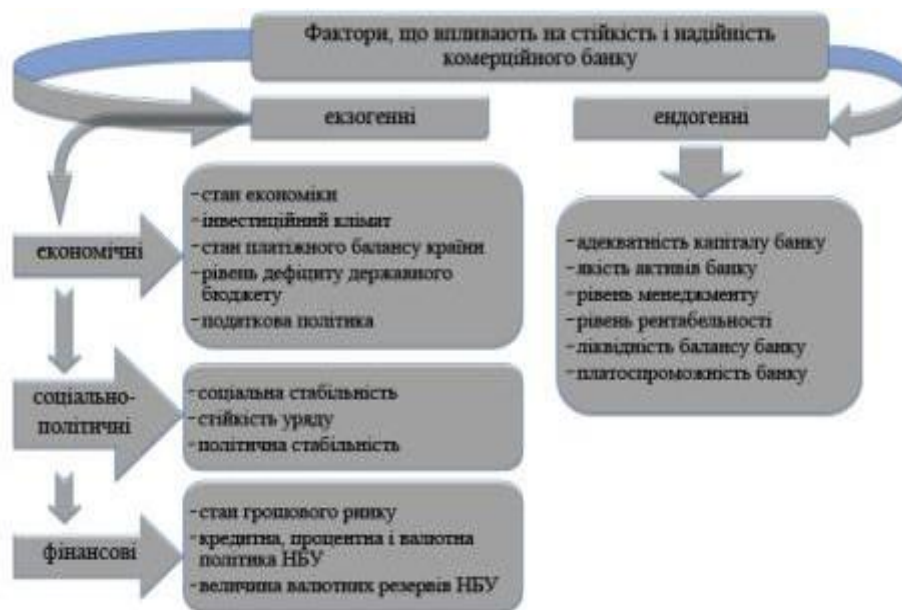 Фактори, що впливають на стійкість і надійність
комерційного банку
екзогенні
ендогенні
економічні
-стан економіки
-інвестиційний клімат
-стан платіжного балансу країни
-рівень дефіциту державного
бюджету
-податкова політика
соціально-
політичні
-соціальна стабільність
-стійкість уряду
-політична стабільність
фінансові
-стан грошового ринку
-кредитна, процентна і валютна
політика НБУ
-величина валютних резервів НБУ
-адекватність капіталу банку
-якість активів банку
-рівень менеджменту
-рівень рентабельності
-ліквідність балансу банку
-платоспроможність банку